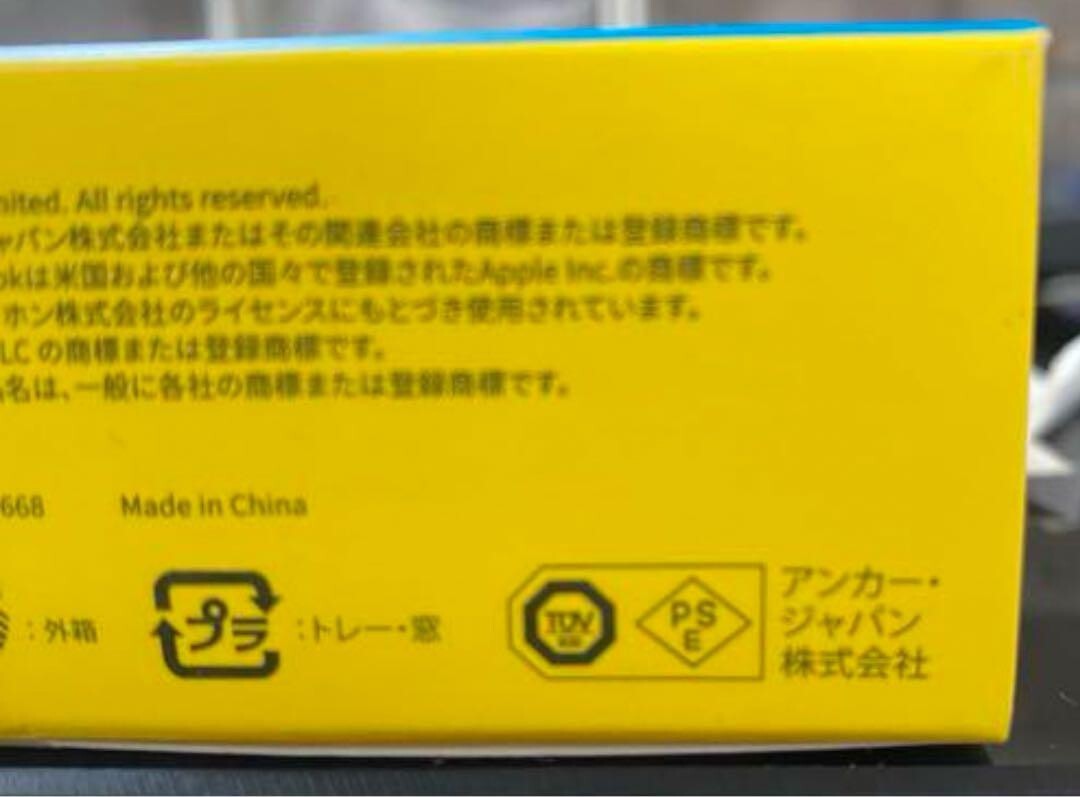 mited. All rights reserved.
ャパン株式会社またはその関連会社の商標または登録商標です。
okは米国および他の国々で登録されたApple Inc.の商標です。
ホン株式会社のライセンスにもとづき使用されています。
LC の商標または登録商標です。
名は、一般に各社の商標または登録商標です。
668 Made in China
:外箱
プラ
:トレー・窓
TÜV
PS
E
アンカー・
ジャパン
株式会社